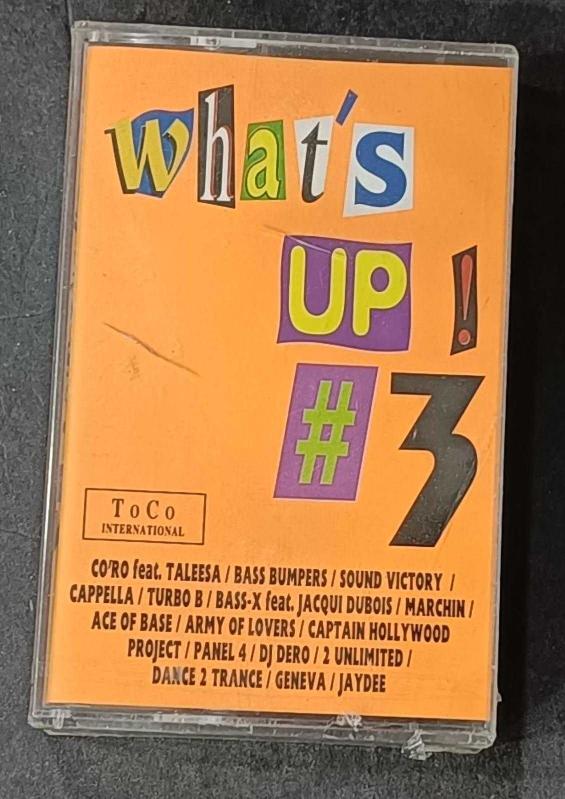 what's
UP !
# 3
ToCo
INTERNATIONAL
CO'RO feat. TALEESA / BASS BUMPERS / SOUND VICTORY /
CAPPELLA / TURBO B / BASS-X feat. JACQUI DUBOIS / MARCHIN /
ACE OF BASE / ARMY OF LOVERS / CAPTAIN HOLLYWOOD
PROJECT / PANEL 4 / DJ DERO / 2 UNLIMITED /
DANCE 2 TRANCE / GENEVA / JAYDEE